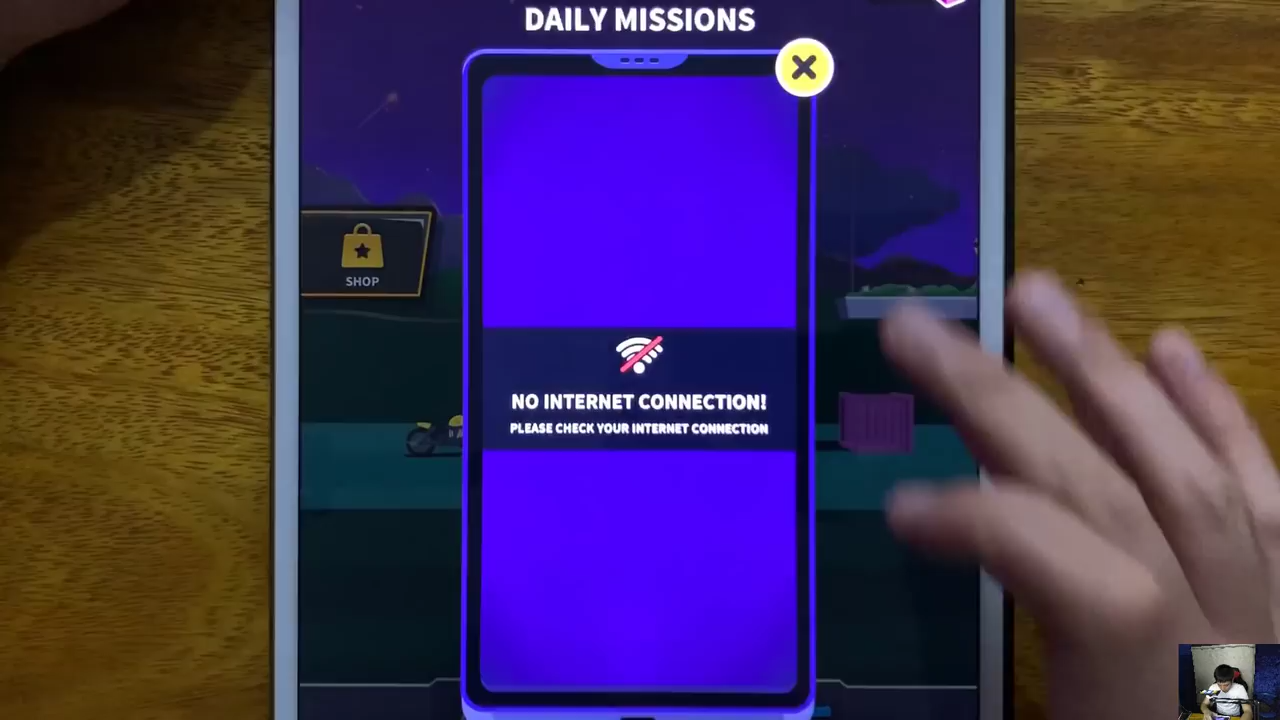 DAILY MISSIONS
SHOP
NO INTERNET CONNECTION!
PLEASE CHECK YOUR INTERNET CONNECTION